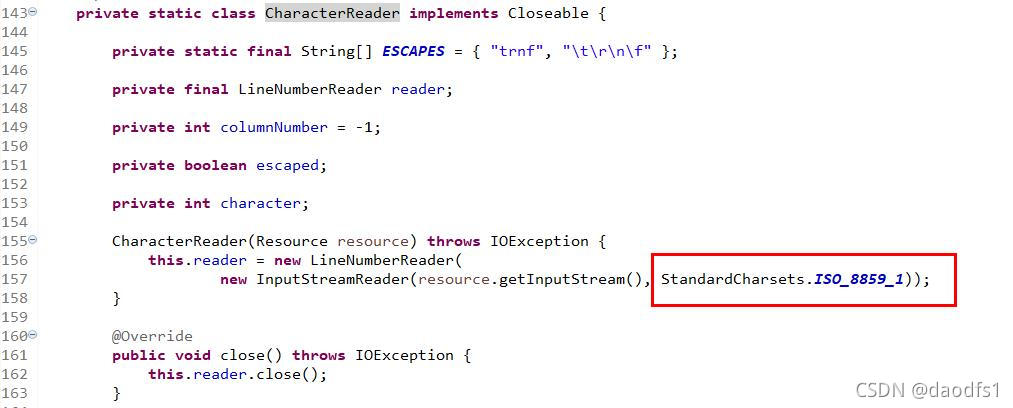 143 private static class CharacterReader implements Closeable {
144
145 private static final String[] ESCAPES = { "trnf", "\t\r\n\f" };
146
147 private final LineNumberReader reader;
148
149 private int columnNumber = -1;
150
151 private boolean escaped;
152
153 private int character;
154
155 CharacterReader(Resource resource) throws IOException {
156 this.reader = new LineNumberReader(
157 new InputStreamReader(resource.getInputStream(), StandardCharsets.ISO_8859_1));
158 }
159
160 @Override
161 public void close() throws IOException {
162 this.reader.close();
163 }
CSDN @daodfs1